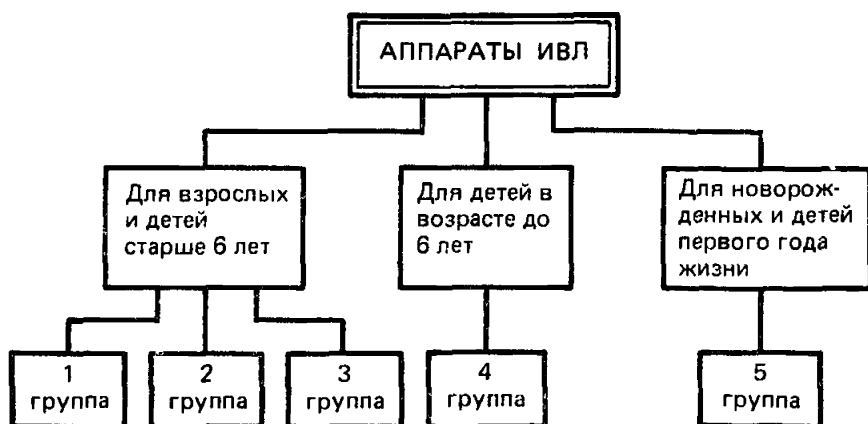 АППАРАТЫ ИВЛ
Для взрослых
и детей
старше 6 лет
Для детей в
возрасте до
6 лет
Для новорож-
денных и детей
первого года
жизни
1
группа
2
группа
3
группа
4
группа
5
группа